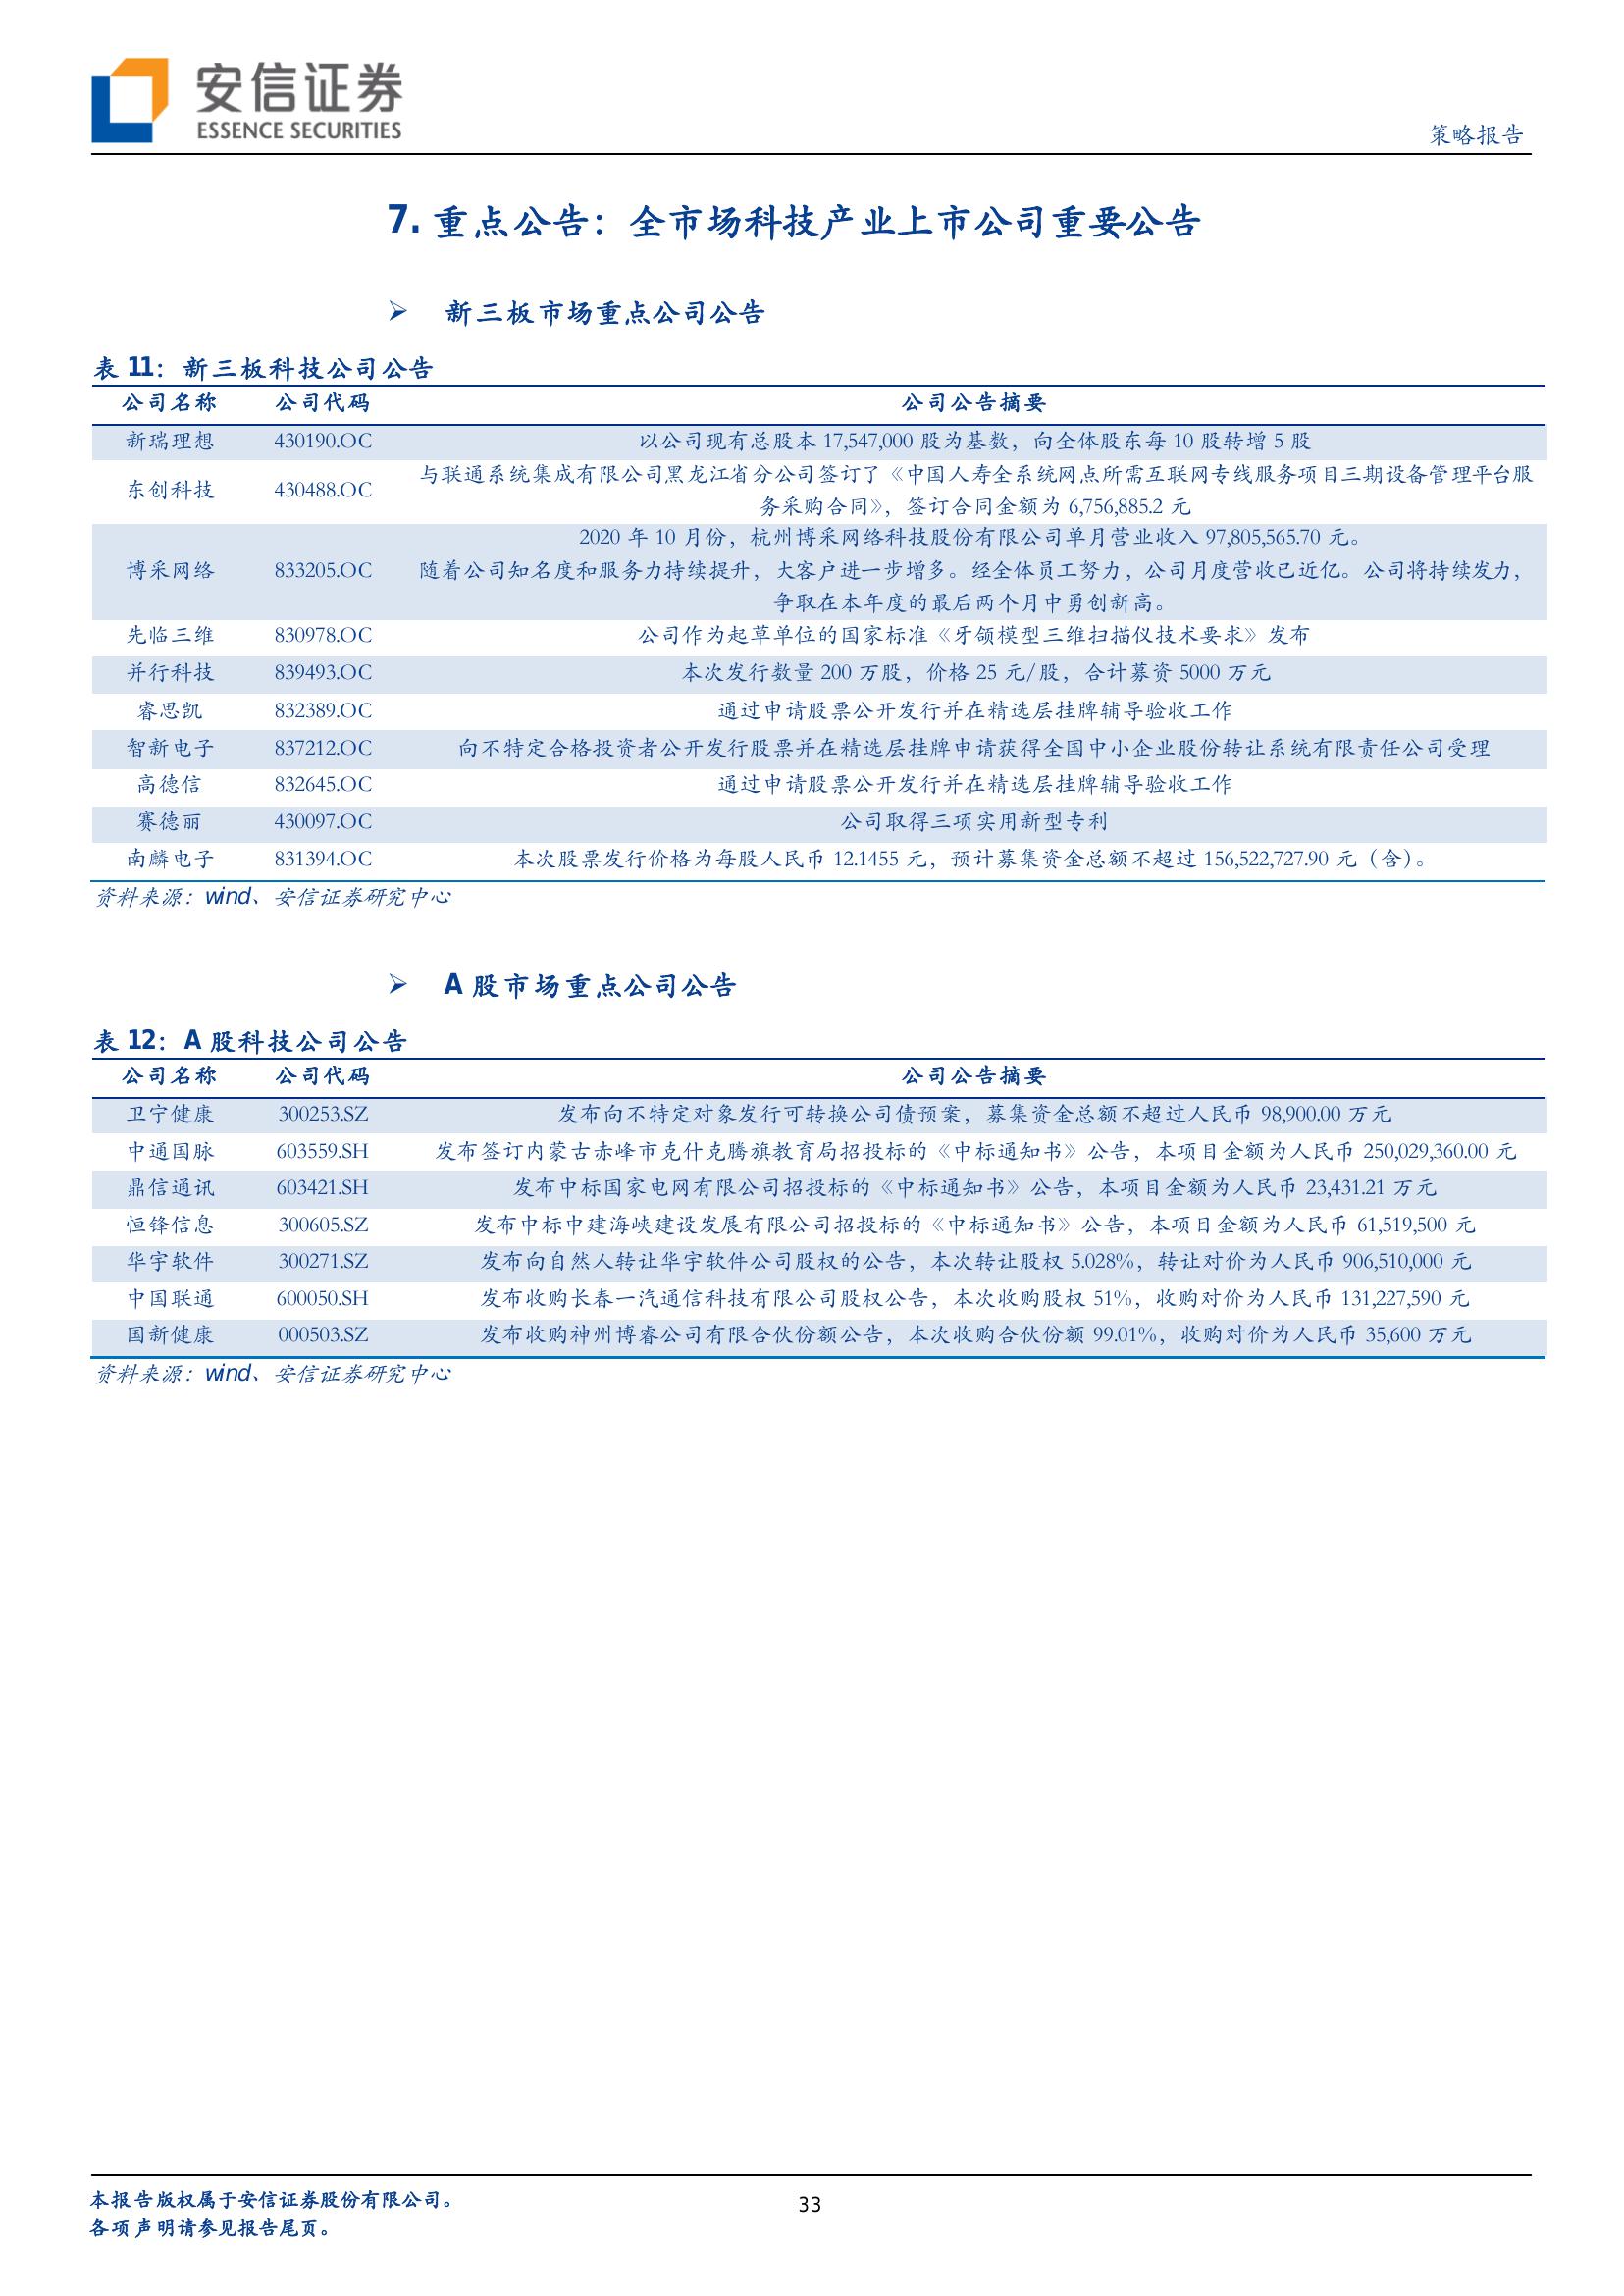 安信证券
ESSENCE SECURITIES
策略报告
7. 重点公告：全市场科技产业上市公司重要公告
➢ 新三板市场重点公司公告
表 11：新三板科技公司公告
公司名称 公司代码 公司公告摘要
新瑞理想 430190.OC 以公司现有总股本 17,547,000 股为基数，向全体股东每 10 股转增 5 股
东创科技 430488.OC 与联通系统集成有限公司黑龙江省分公司签订了《中国人寿全系统网点所需互联网专线服务项目三期设备管理平台服
务采购合同》，签订合同金额为 6,756,885.2 元
2020 年 10 月份，杭州博采网络科技股份有限公司单月营业收入 97,805,565.70 元。
博采网络 833205.OC 随着公司知名度和服务力持续提升，大客户进一步增多。经全体员工努力，公司月度营收已近亿。公司将持续发力，
争取在本年度的最后两个月中勇创新高。
先临三维 830978.OC 公司作为起草单位的国家标准《牙颌模型三维扫描仪技术要求》发布
并行科技 839493.OC 本次发行数量 200 万股，价格 25 元/股，合计募资 5000 万元
睿思凯 832389.OC 通过申请股票公开发行并在精选层挂牌辅导验收工作
智新电子 837212.OC 向不特定合格投资者公开发行股票并在精选层挂牌申请获得全国中小企业股份转让系统有限责任公司受理
高德信 832645.OC 通过申请股票公开发行并在精选层挂牌辅导验收工作
赛德丽 430097.OC 公司取得三项实用新型专利
南麟电子 831394.OC 本次股票发行价格为每股人民币 12.1455 元，预计募集资金总额不超过 156,522,727.90 元（含）。
资料来源：wind、安信证券研究中心
➢ A 股市场重点公司公告
表 12：A 股科技公司公告
公司名称 公司代码 公司公告摘要
卫宁健康 300253.SZ 发布向不特定对象发行可转换公司债预案，募集资金总额不超过人民币 98,900.00 万元
中通国脉 603559.SH 发布签订内蒙古赤峰市克什克腾旗教育局招投标的《中标通知书》公告，本项目金额为人民币 250,029,360.00 元
鼎信通讯 603421.SH 发布中标国家电网有限公司招投标的《中标通知书》公告，本项目金额为人民币 23,431.21 万元
恒锋信息 300605.SZ 发布中标中建海峡建设发展有限公司招投标的《中标通知书》公告，本项目金额为人民币 61,519,500 元
华宇软件 300271.SZ 发布向自然人转让华宇软件公司股权的公告，本次转让股权 5.028%，转让对价为人民币 906,510,000 元
中国联通 600050.SH 发布收购长春一汽通信科技有限公司股权公告，本次收购股权 51%，收购对价为人民币 131,227,590 元
国新健康 000503.SZ 发布收购神州博睿公司有限合伙份额公告，本次收购合伙份额 99.01%，收购对价为人民币 35,600 万元
资料来源：wind、安信证券研究中心
本报告版权属于安信证券股份有限公司。
33
各项声明请参见报告尾页。